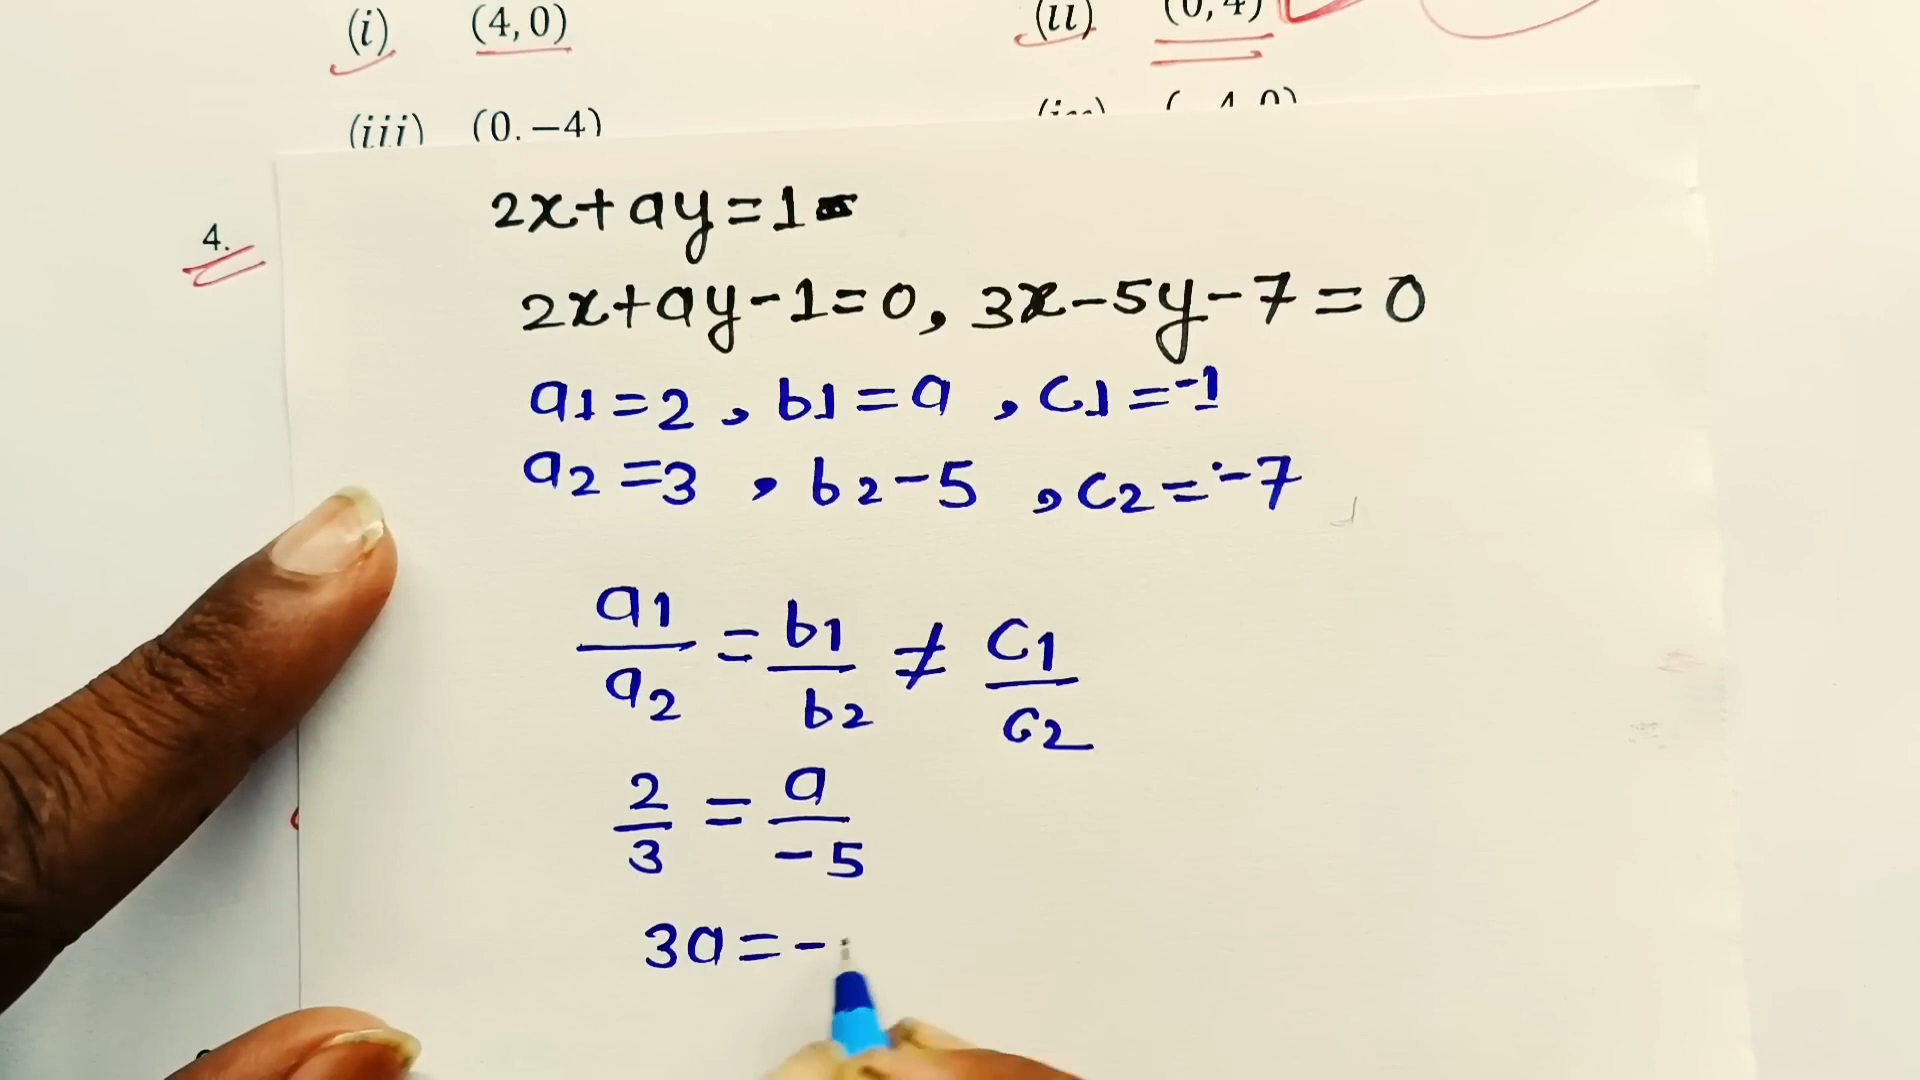 (i) (4,0) (ii) (0,4)
(iii) (0.-4)
4.
2x+ay=1
2x+ay-1=0, 3x-5y-7=0
a1=2, b1=a, c1=-1
a2=3, b2-5, c2=-7
a1/a2 = b1/b2 ≠ c1/c2
2/3 = a/-5
3a=-